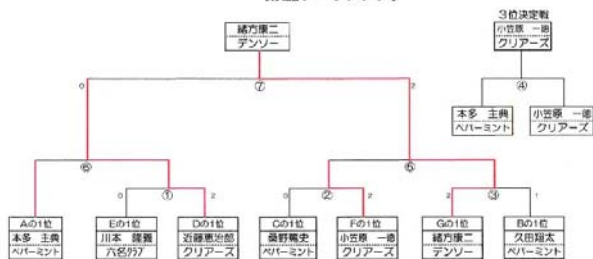 緒方康二
デンソー
3位決定戦
小笠原 一徳
クリアーズ
0
⑦
2
④
本多 主典
ペパーミント
小笠原 一徳
クリアーズ
⑥
⑤
0
①
2
0
②
2
2
③
1
Aの1位
本多 主典
ペパーミント
Eの1位
川本 隆義
六名クラブ
Dの1位
近藤恵治郎
クリアーズ
Cの1位
桑野篤史
ペパーミント
Fの1位
小笠原 一徳
クリアーズ
Gの1位
緒方康二
デンソー
Bの1位
久田翔太
ペパーミント